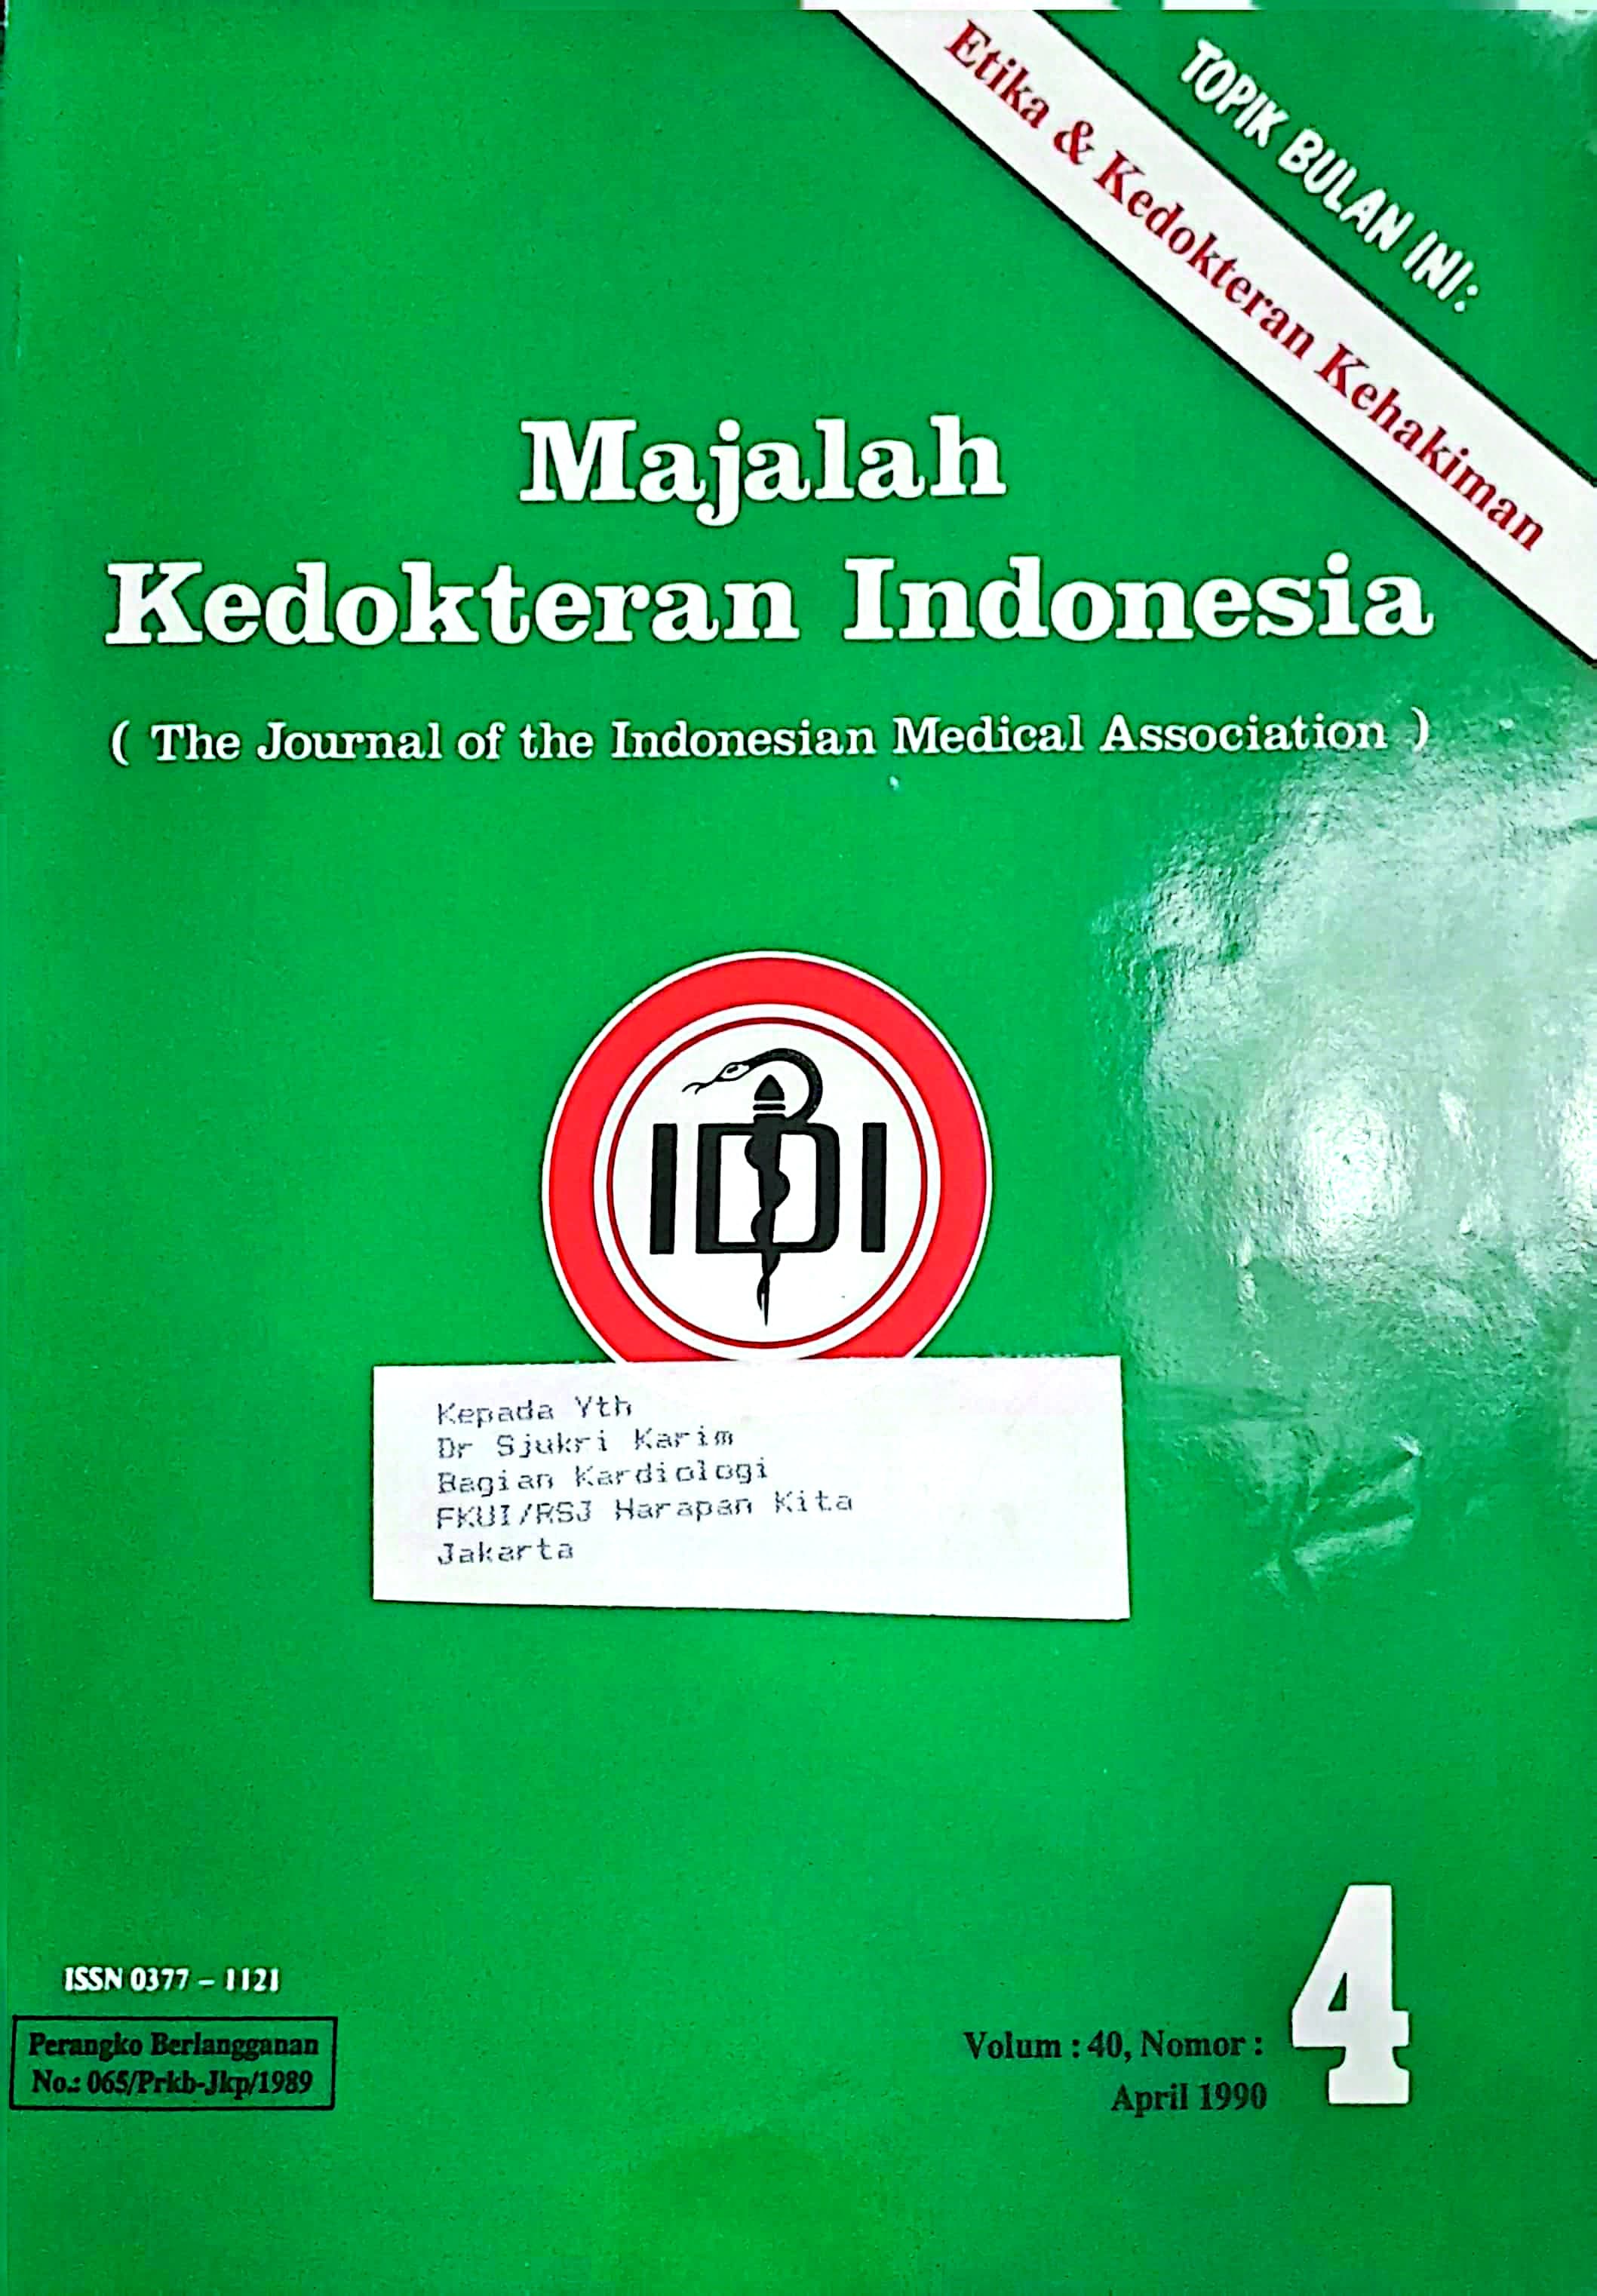 TOPIK BULAN INI:
Etika & Kedokteran Kehakiman
Majalah
Kedokteran Indonesia
( The Journal of the Indonesian Medical Association )
IDI
Kepada Yth
Dr Sjukri Karim
Bagian Kardiologi
FKUI/RSJ Harapan Kita
Jakarta
ISSN 0377 – 1121
Perangko Berlangganan
No.: 065/Prkb-Jkp/1989
Volum : 40, Nomor : 4
April 1990